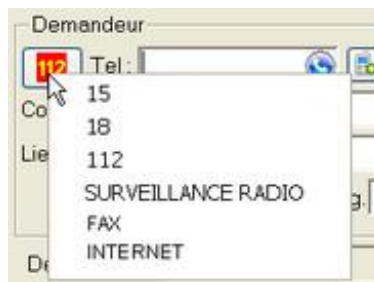 Demandeur
112 Tel:
15
18
112
SURVEILLANCE RADIO
FAX
INTERNET